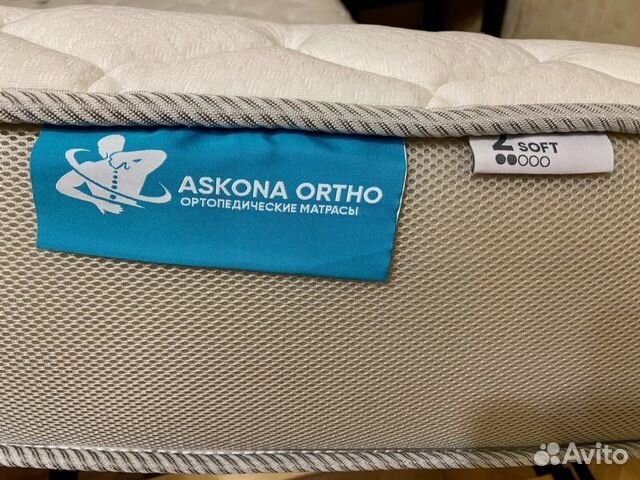 ASKONA ORTHO
ОРТОПЕДИЧЕСКИЕ МАТРАСЫ
2 SOFT
Avito